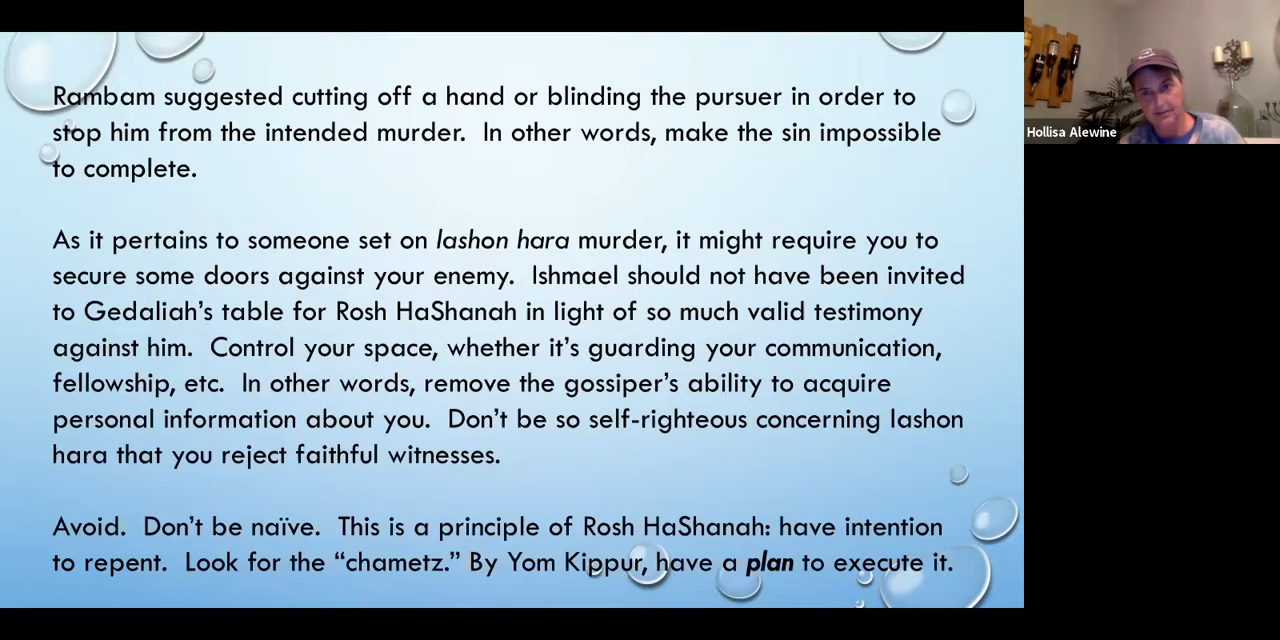 Rambam suggested cutting off a hand or blinding the pursuer in order to
stop him from the intended murder.  In other words, make the sin impossible
to complete.
As it pertains to someone set on lashon hara murder, it might require you to
secure some doors against your enemy.  Ishmael should not have been invited
to Gedaliah’s table for Rosh HaShanah in light of so much valid testimony
against him.  Control your space, whether it’s guarding your communication,
fellowship, etc.  In other words, remove the gossiper’s ability to acquire
personal information about you.  Don’t be so self-righteous concerning lashon
hara that you reject faithful witnesses.
Avoid.  Don’t be naïve.  This is a principle of Rosh HaShanah: have intention
to repent.  Look for the “chametz.” By Yom Kippur, have a plan to execute it.
Hollisa Alewine